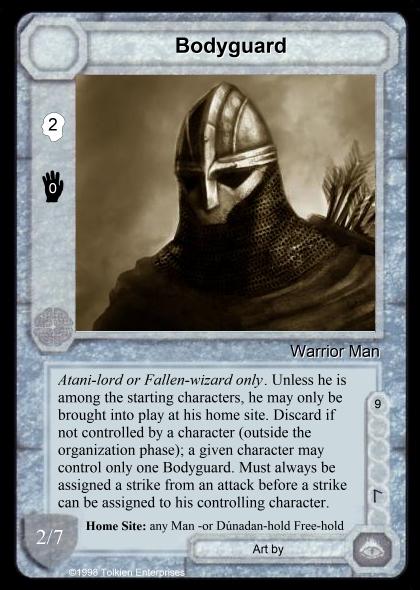 Bodyguard
2
0
Warrior Man
Atani-lord or Fallen-wizard only. Unless he is
among the starting characters, he may only be
brought into play at his home site. Discard if
not controlled by a character (outside the
organization phase); a given character may
control only one Bodyguard. Must always be
assigned a strike from an attack before a strike
can be assigned to his controlling character.
Home Site: any Man -or Dúnadan-hold Free-hold
9
2/7
Art by
©1998 Tolkien Enterprises